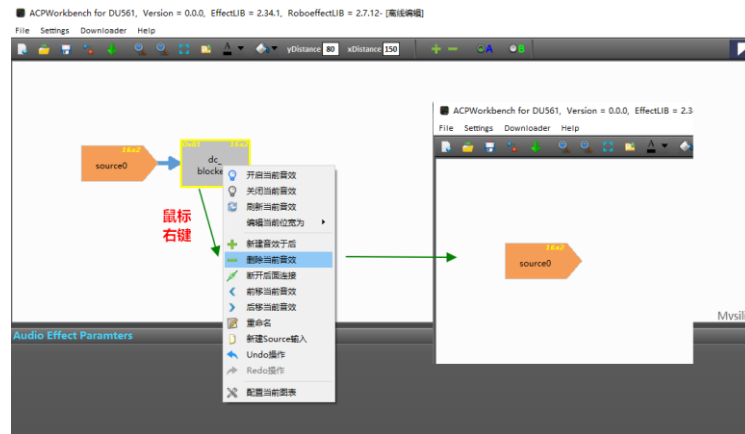 ACPWorkbench for DU561, Version = 0.0.0, EffectLIB = 2.34.1, RoboeffectLIB = 2.7.12- [离线编辑]
File Settings Downloader Help
A yDistance 80 xDistance 150 A B
16x2
source0
0x81 16x2
dc_
blocke
鼠标
右键
开启当前音效
关闭当前音效
刷新当前音效
编辑当前位宽为
新建音效于后
删除当前音效
断开后面连接
前移当前音效
后移当前音效
重命名
新建Source输入
Undo操作
Redo操作
配置当前图表
ACPWorkbench for DU561, Version = 0.0.0, EffectLIB = 2.3
File Settings Downloader Help
A
16x2
source0
Mvsili
Audio Effect Paramters